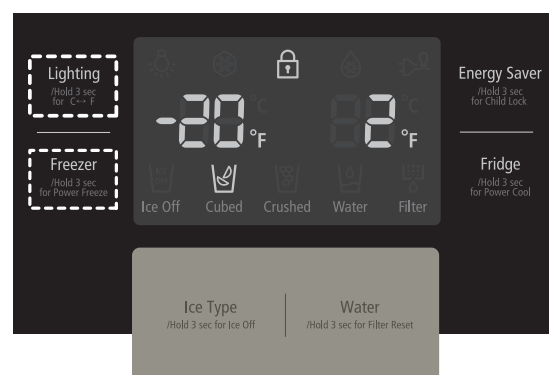 Lighting
/Hold 3 sec
for C↔F
Freezer
/Hold 3 sec
for Power Freeze
-20 °C
°F
2 °C
°F
Ice Off
Cubed
Crushed
Water
Filter
Energy Saver
/Hold 3 sec
for Child Lock
Fridge
/Hold 3 sec
for Power Cool
Ice Type
/Hold 3 sec for Ice Off
Water
/Hold 3 sec for Filter Reset